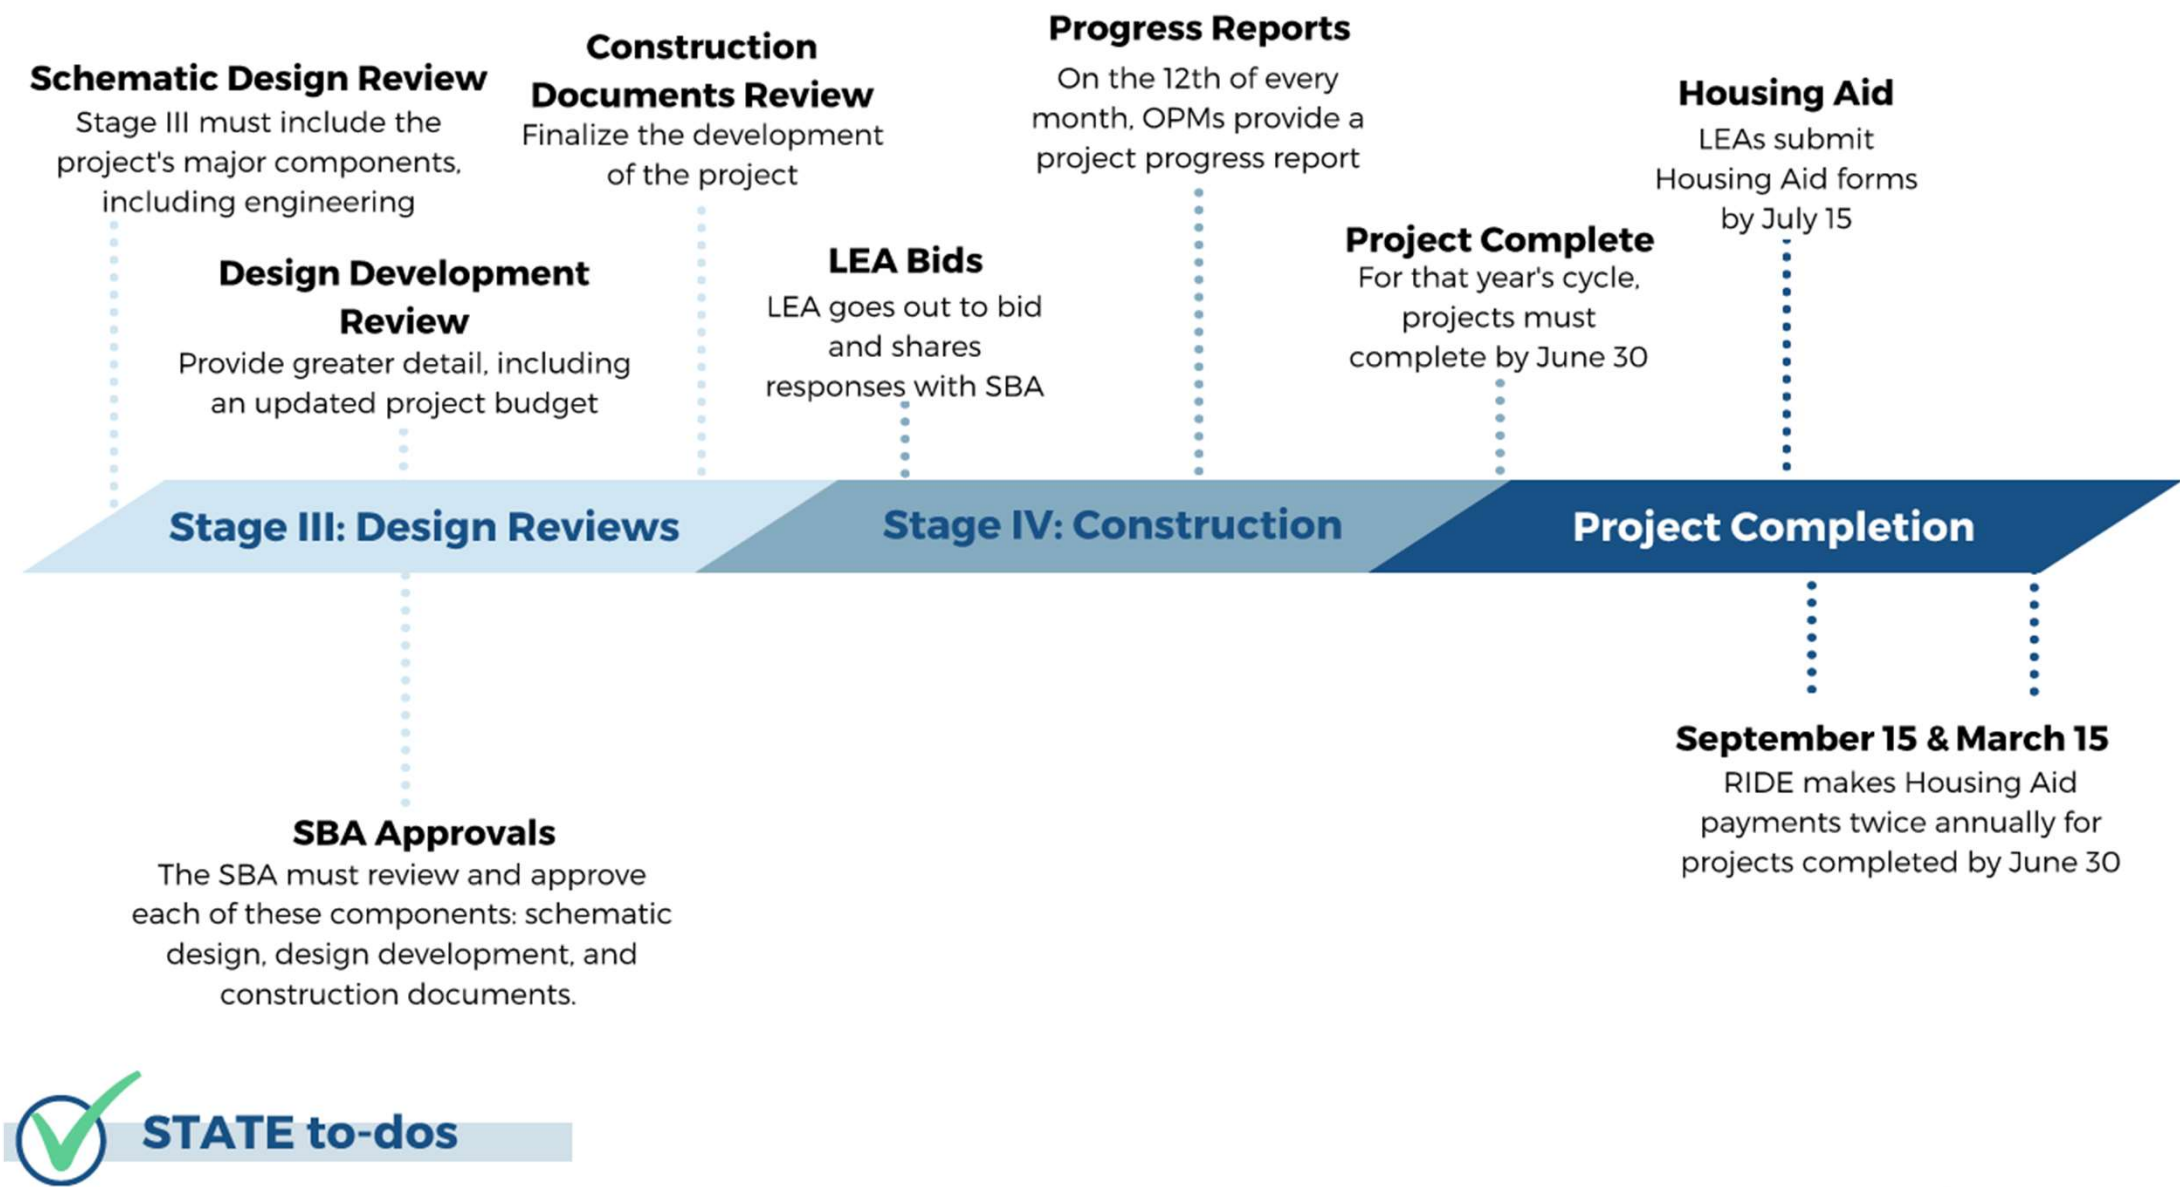 Schematic Design Review
Stage III must include the
project's major components,
including engineering
Design Development
Review
Provide greater detail, including
an updated project budget
Construction
Documents Review
Finalize the development
of the project
LEA Bids
LEA goes out to bid
and shares
responses with SBA
Progress Reports
On the 12th of every
month, OPMs provide a
project progress report
Project Complete
For that year's cycle,
projects must
complete by June 30
Housing Aid
LEAs submit
Housing Aid forms
by July 15
Stage III: Design Reviews
Stage IV: Construction
Project Completion
SBA Approvals
The SBA must review and approve
each of these components: schematic
design, design development, and
construction documents.
September 15 & March 15
RIDE makes Housing Aid
payments twice annually for
projects completed by June 30
STATE to-dos